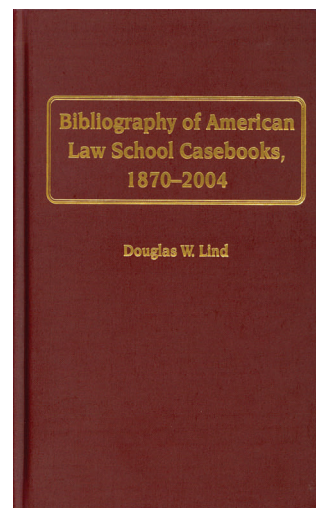 Bibliography of American
Law School Casebooks,
1870–2004
Douglas W. Lind